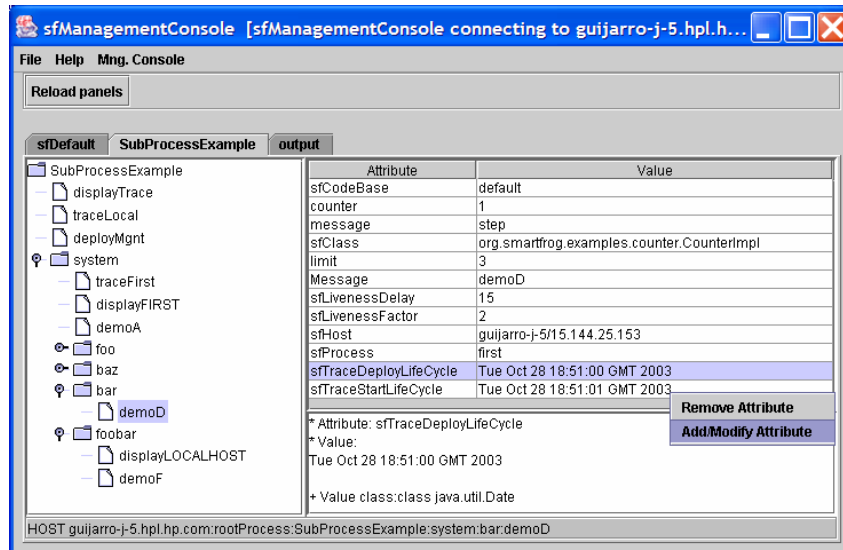 sfManagementConsole [sfManagementConsole connecting to guijarro-j-5.hpl.h...
File Help Mng. Console
Reload panels
sfDefault SubProcessExample output
SubProcessExample
displayTrace
traceLocal
deployMgnt
system
traceFirst
displayFIRST
demoA
foo
baz
bar
demoD
foobar
displayLOCALHOST
demoF
Attribute Value
sfCodeBase default
counter 1
message step
sfClass org.smartfrog.examples.counter.CounterImpl
limit 3
Message demoD
sfLivenessDelay 15
sfLivenessFactor 2
sfHost guijarro-j-5/15.144.25.153
sfProcess first
sfTraceDeployLifeCycle Tue Oct 28 18:51:00 GMT 2003
sfTraceStartLifeCycle Tue Oct 28 18:51:01 GMT 2003
Remove Attribute
Add/Modify Attribute
* Attribute: sfTraceDeployLifeCycle
* Value:
Tue Oct 28 18:51:00 GMT 2003
+ Value class:class java.util.Date
HOST guijarro-j-5.hpl.hp.com:rootProcess:SubProcessExample:system:bar:demoD